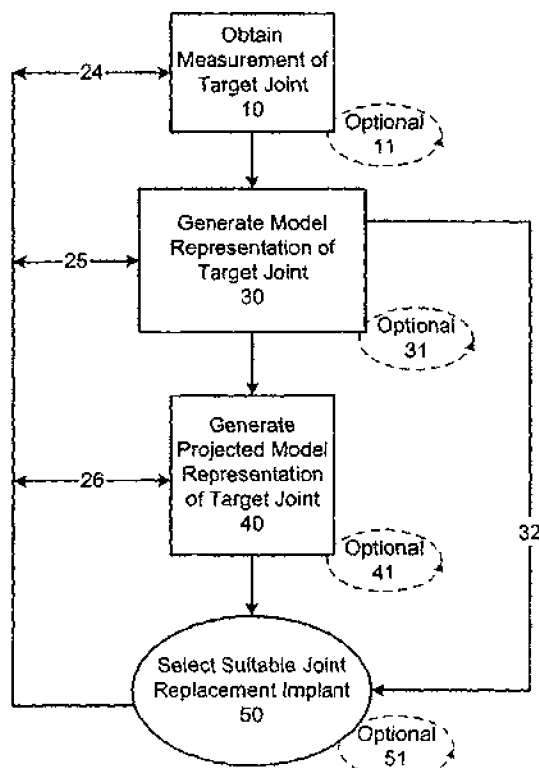 Obtain
Measurement of
Target Joint
10
24
Optional
11
Generate Model
Representation of
Target Joint
30
25
Optional
31
Generate
Projected Model
Representation
of Target Joint
40
26
32
Optional
41
Select Suitable Joint
Replacement Implant
50
Optional
51